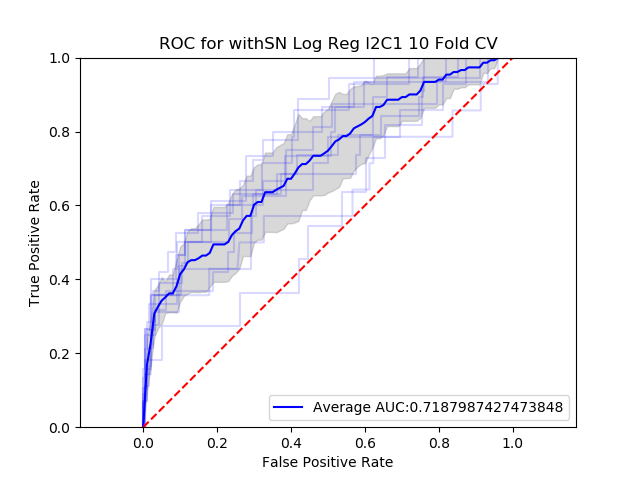 ROC for withSN Log Reg l2C1 10 Fold CV
1.0
0.8
0.6
0.4
0.2
0.0
True Positive Rate
Average AUC:0.7187987427473848
0.0 0.2 0.4 0.6 0.8 1.0
False Positive Rate